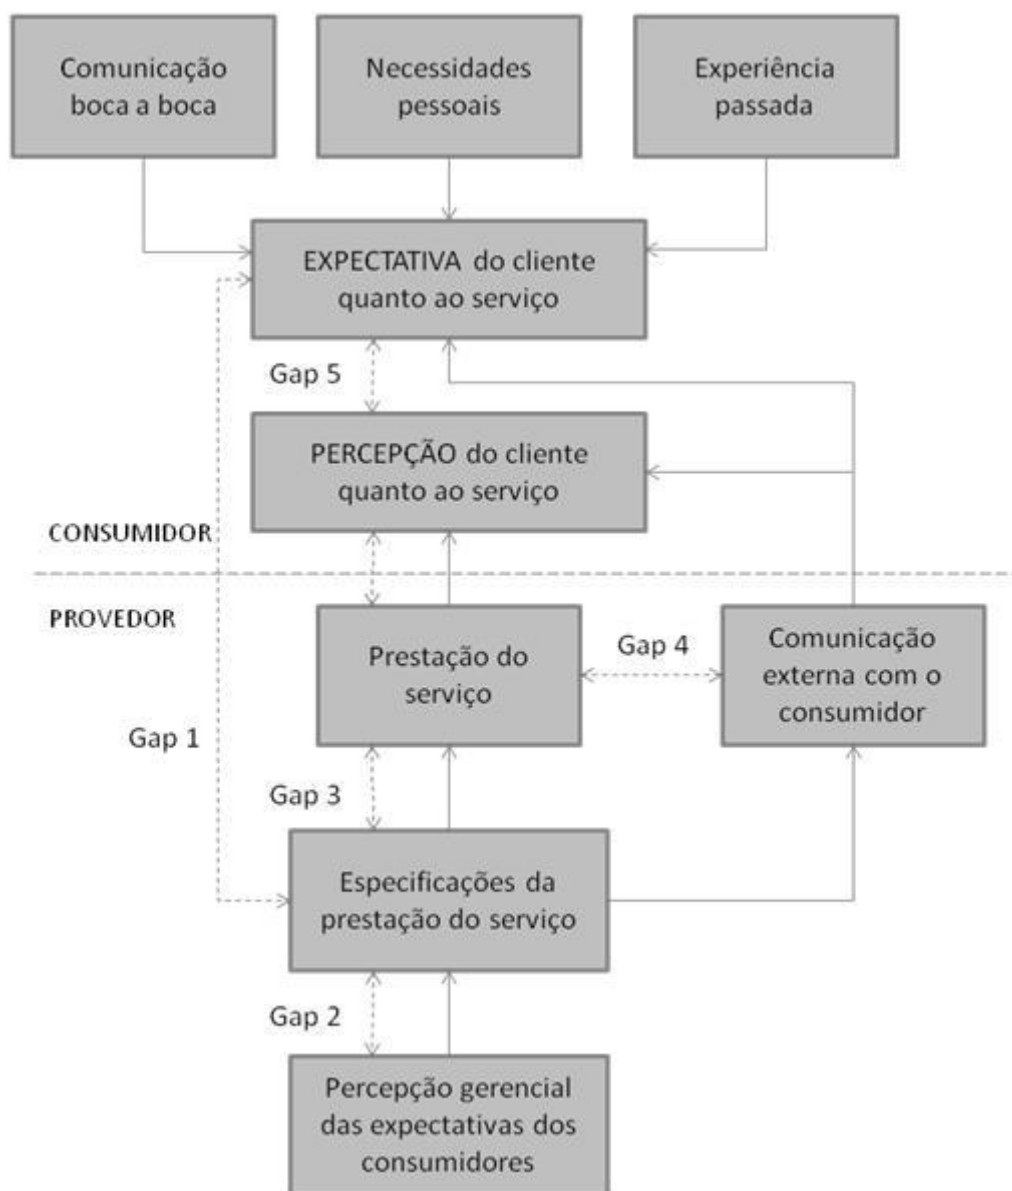 Comunicação
boca a boca
Necessidades
pessoais
Experiência
passada
EXPECTATIVA do cliente
quanto ao serviço
Gap 5
PERCEPÇÃO do cliente
quanto ao serviço
CONSUMIDOR
PROVEDOR
Prestação do
serviço
Gap 4
Comunicação
externa com o
consumidor
Gap 1
Gap 3
Especificações da
prestação do serviço
Gap 2
Percepção gerencial
das expectativas dos
consumidores